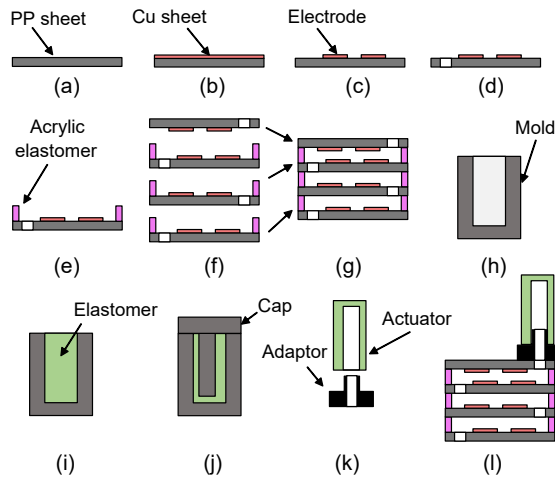 PP sheet
Cu sheet
Electrode
(a)
(b)
(c)
(d)
Acrylic
elastomer
Mold
(e)
(f)
(g)
(h)
Elastomer
Cap
Adaptor
Actuator
(i)
(j)
(k)
(l)